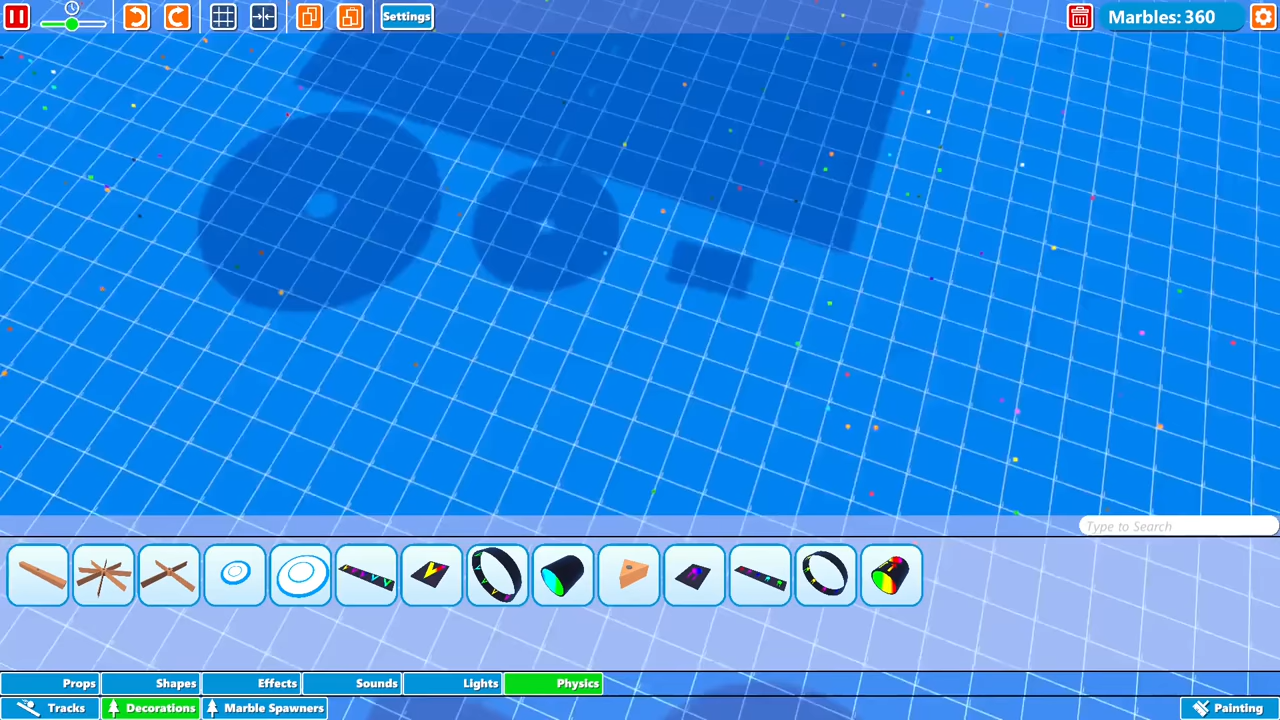 Settings
Marbles: 360
Type to Search
Props
Shapes
Effects
Sounds
Lights
Physics
Tracks
Decorations
Marble Spawners
Painting